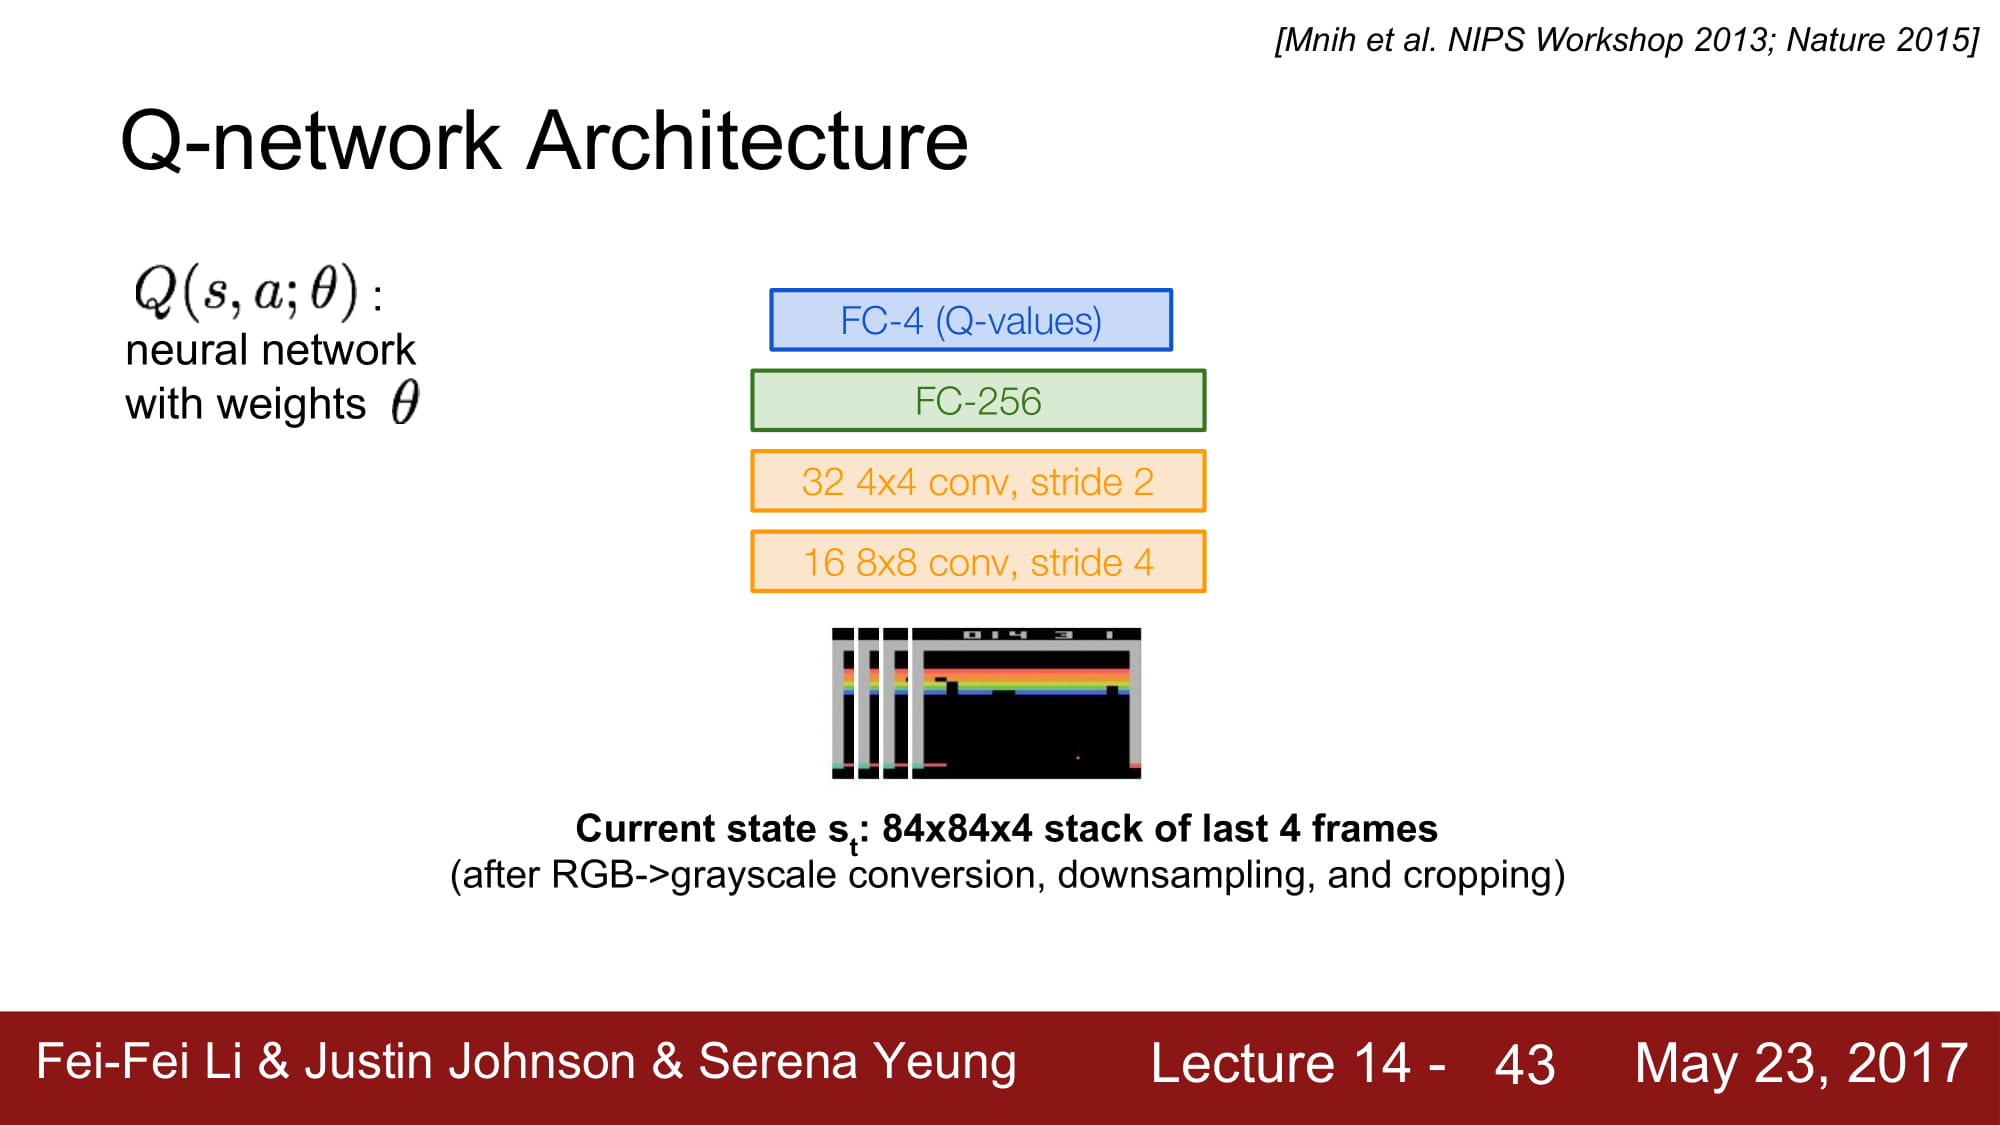 [Mnih et al. NIPS Workshop 2013; Nature 2015]
Q-network Architecture
Q(s, a; θ) :
neural network
with weights θ
FC-4 (Q-values)
FC-256
32 4x4 conv, stride 2
16 8x8 conv, stride 4
014 3 1
Current state s_t: 84x84x4 stack of last 4 frames
(after RGB->grayscale conversion, downsampling, and cropping)
Fei-Fei Li & Justin Johnson & Serena Yeung Lecture 14 - 43 May 23, 2017